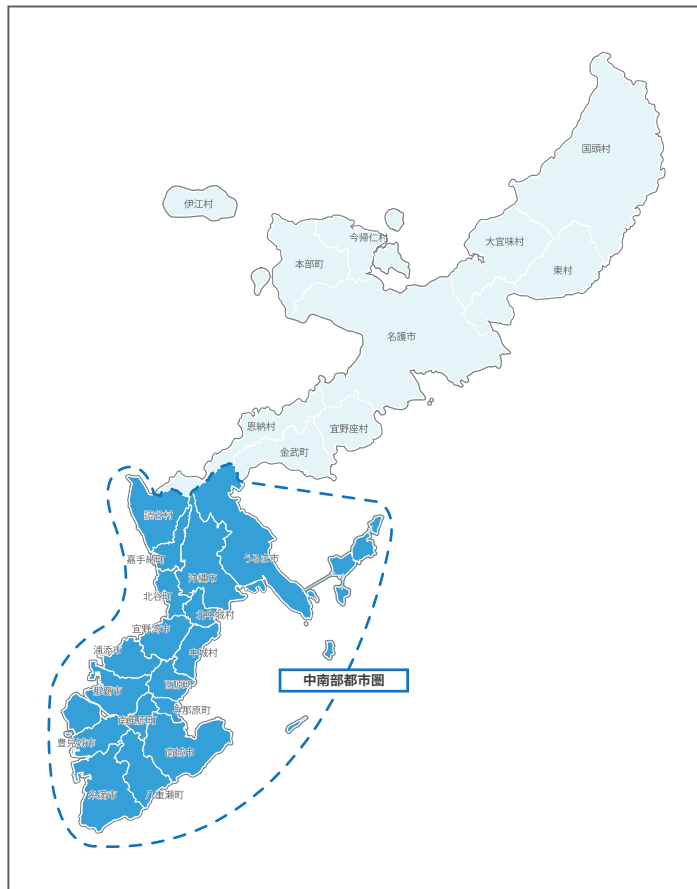 国頭村
伊江村
今帰仁村
大宜味村
本部町
東村
名護市
恩納村
宜野座村
金武町
読谷村
嘉手納町
うるま市
沖縄市
北谷町
北中城村
宜野湾市
浦添市
中城村
西原町
那覇市
与那原町
南風原町
豊見城市
南城市
糸満市
八重瀬町
中南部都市圏